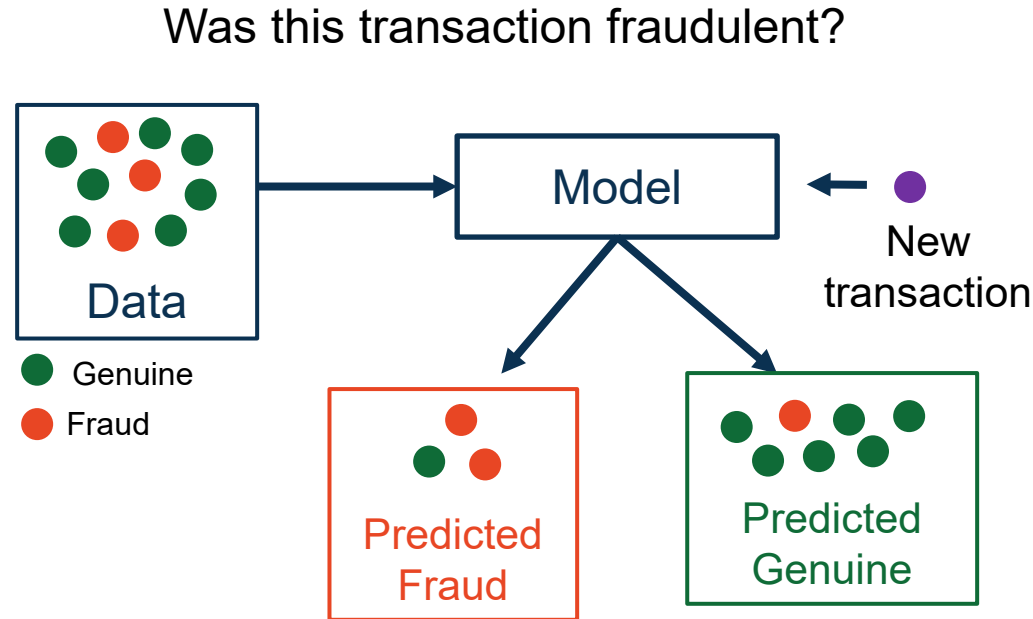 Was this transaction fraudulent?
Data
Model
New
transaction
Genuine
Fraud
Predicted
Fraud
Predicted
Genuine